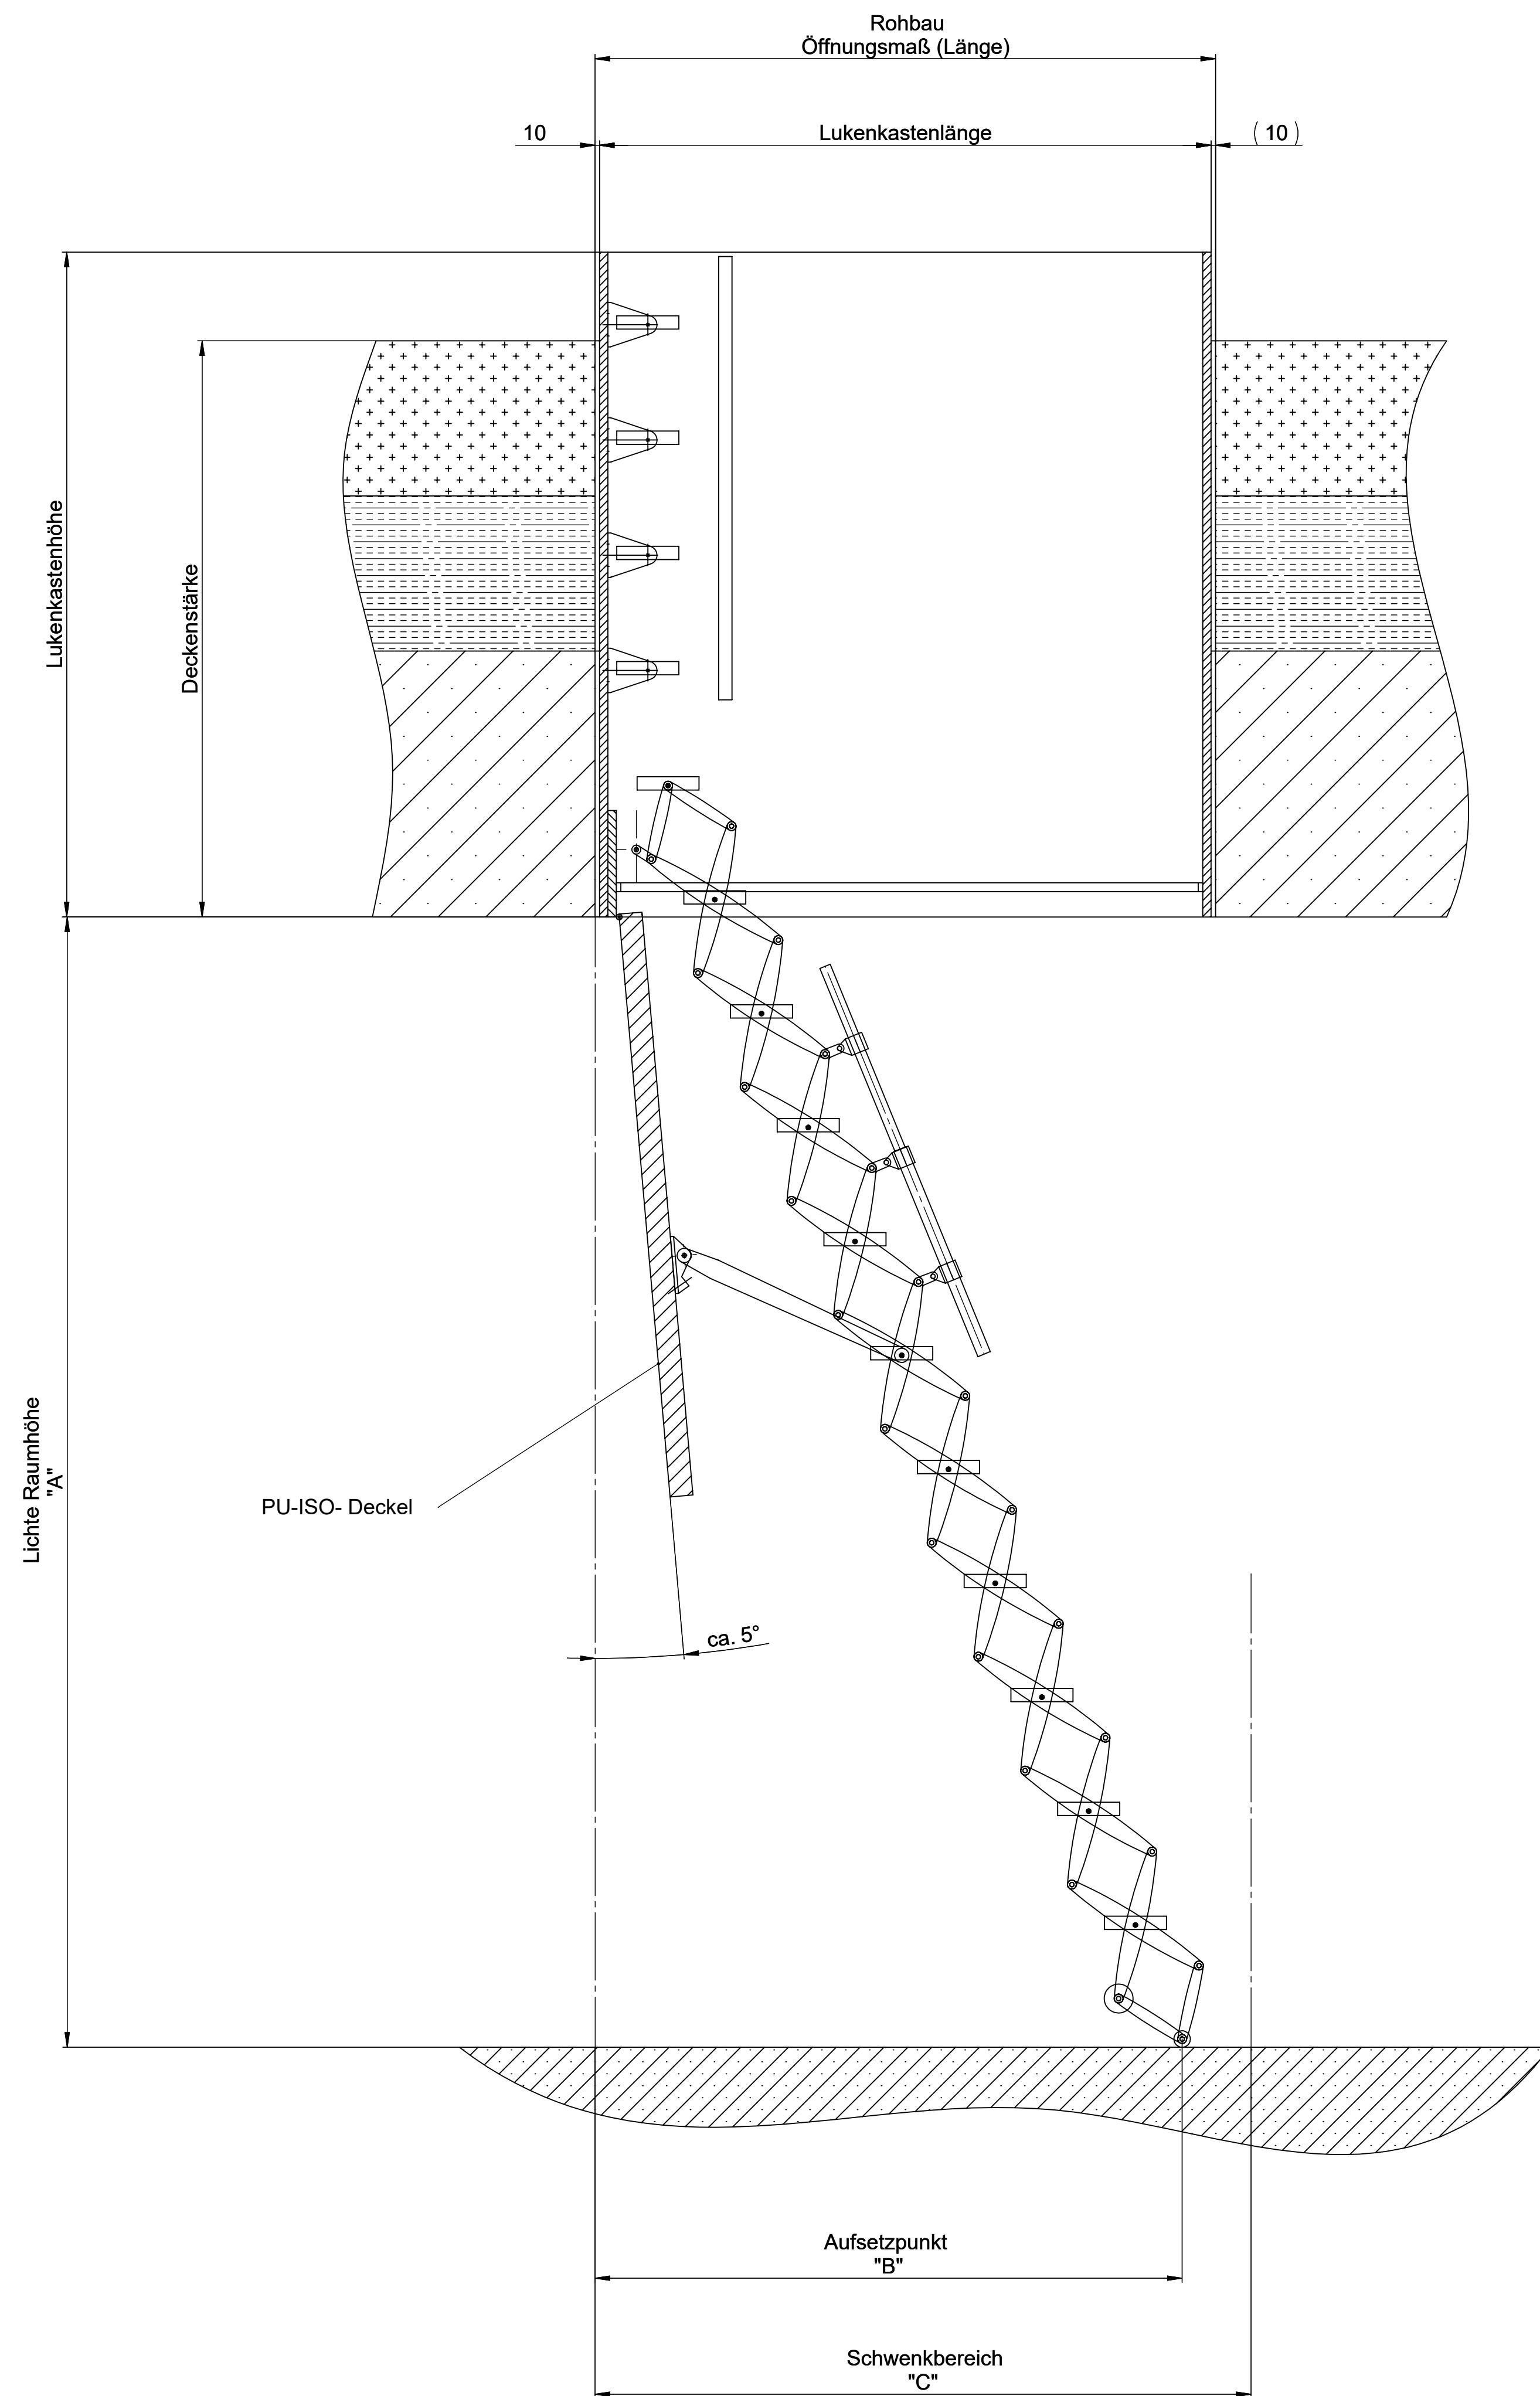 Rohbau
Öffnungsmaß (Länge)
10
Lukenkastenlänge
(10)
Lukenkastenhöhe
Deckenstärke
Lichte Raumhöhe
"A"
PU-ISO- Deckel
ca. 5°
Aufsetzpunkt
"B"
Schwenkbereich
"C"